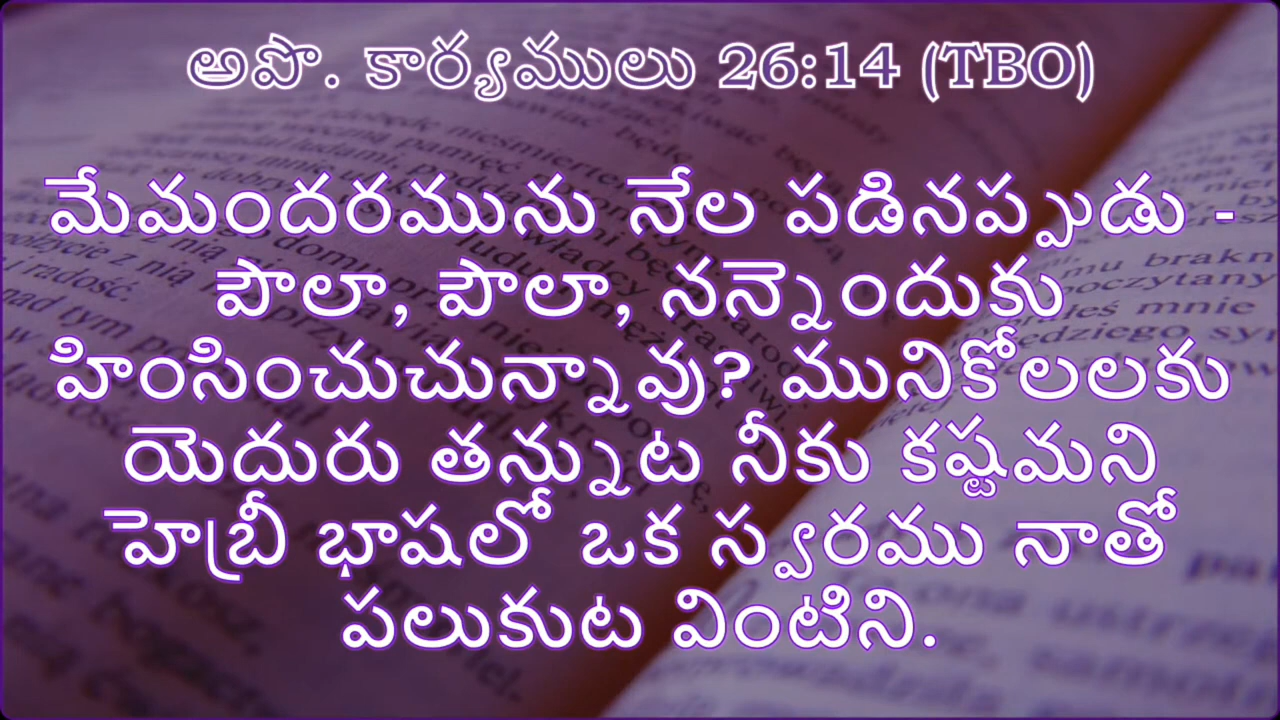 అపొ. కార్యములు 26:14 (TBO)
మేమందరమును నేల పడినప్పుడు -
పౌలా, పౌలా, నన్నెందుకు
హింసించుచున్నావు? మునికోలలకు
యెదురు తన్నుట నీకు కష్టమని
హెబ్రీ భాషలో ఒక స్వరము నాతో
పలుకుట వింటిని.